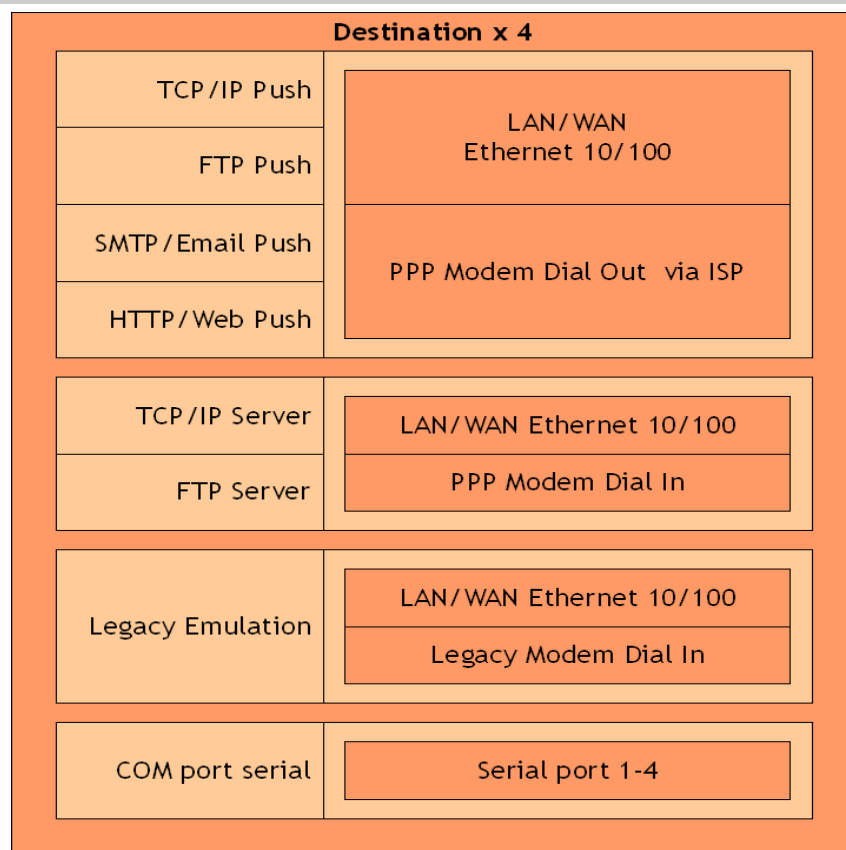 Destination x 4
TCP/IP Push
FTP Push
SMTP/Email Push
HTTP/Web Push
LAN/WAN
Ethernet 10/100
PPP Modem Dial Out via ISP
TCP/IP Server
FTP Server
LAN/WAN Ethernet 10/100
PPP Modem Dial In
Legacy Emulation
LAN/WAN Ethernet 10/100
Legacy Modem Dial In
COM port serial
Serial port 1-4